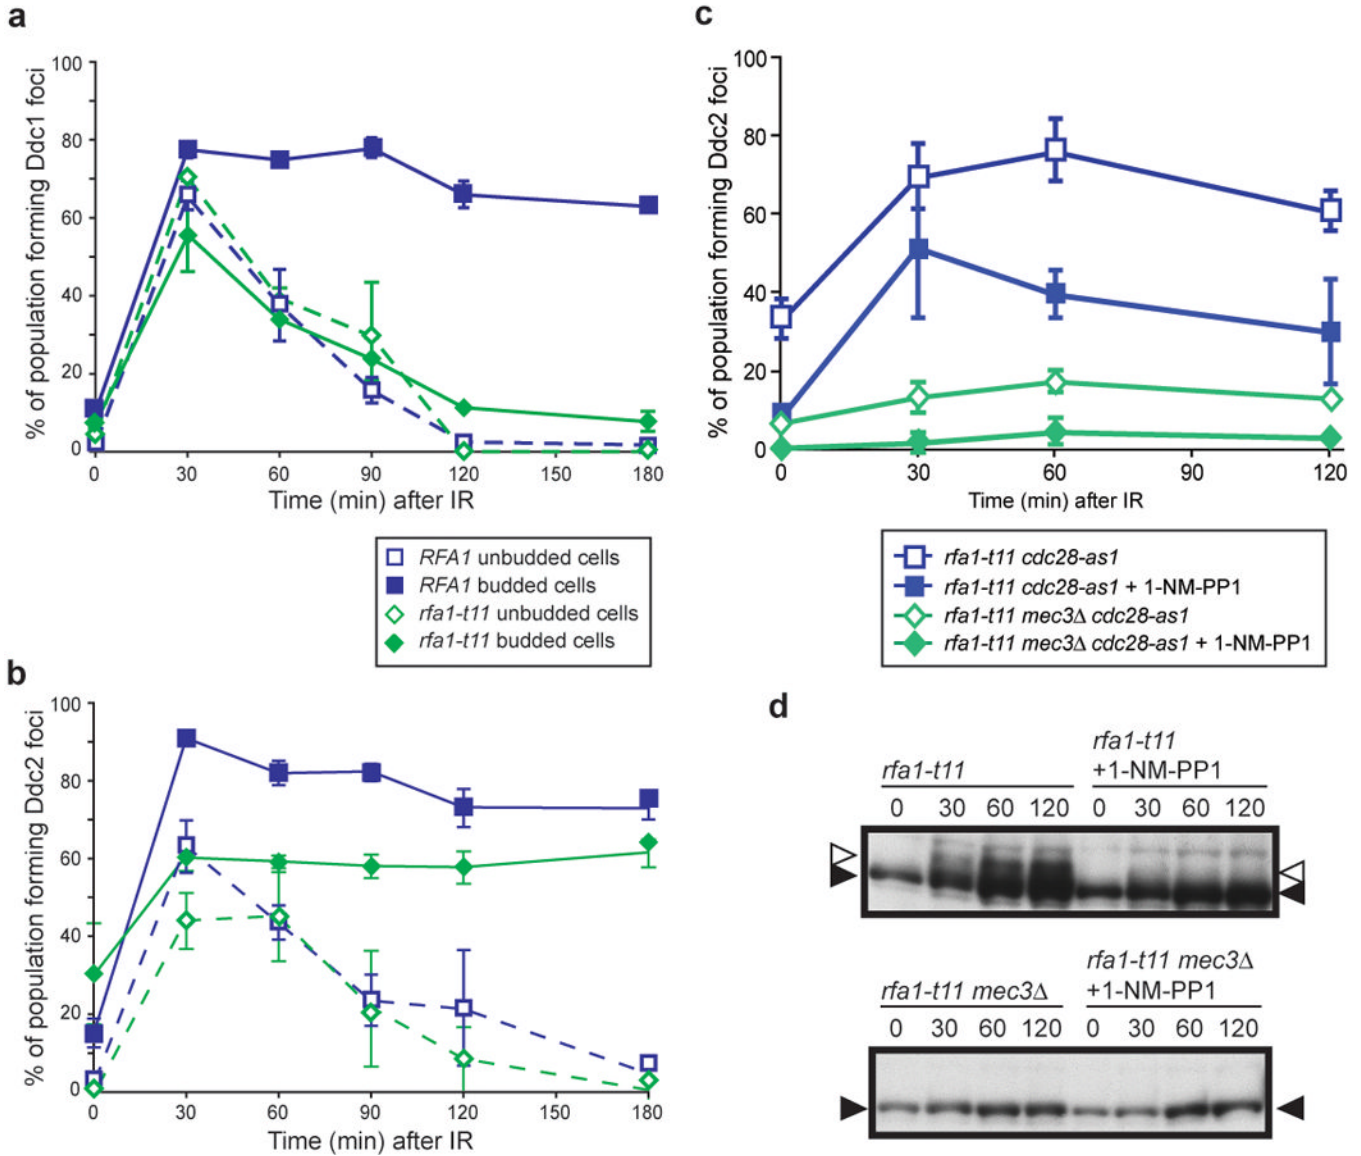 a
% of population forming Ddc1 foci
100
80
60
40
20
0
0 30 60 90 120 150 180
Time (min) after IR
RFA1 unbudded cells
RFA1 budded cells
rfa1-t11 unbudded cells
rfa1-t11 budded cells
b
% of population forming Ddc2 foci
100
80
60
40
20
0
0 30 60 90 120 150 180
Time (min) after IR
c
% of population forming Ddc2 foci
100
80
60
40
20
0
0 30 60 90 120
Time (min) after IR
rfa1-t11 cdc28-as1
rfa1-t11 cdc28-as1 + 1-NM-PP1
rfa1-t11 mec3Δ cdc28-as1
rfa1-t11 mec3Δ cdc28-as1 + 1-NM-PP1
d
rfa1-t11
rfa1-t11
+1-NM-PP1
0 30 60 120 0 30 60 120
rfa1-t11 mec3Δ
rfa1-t11 mec3Δ
+1-NM-PP1
0 30 60 120 0 30 60 120